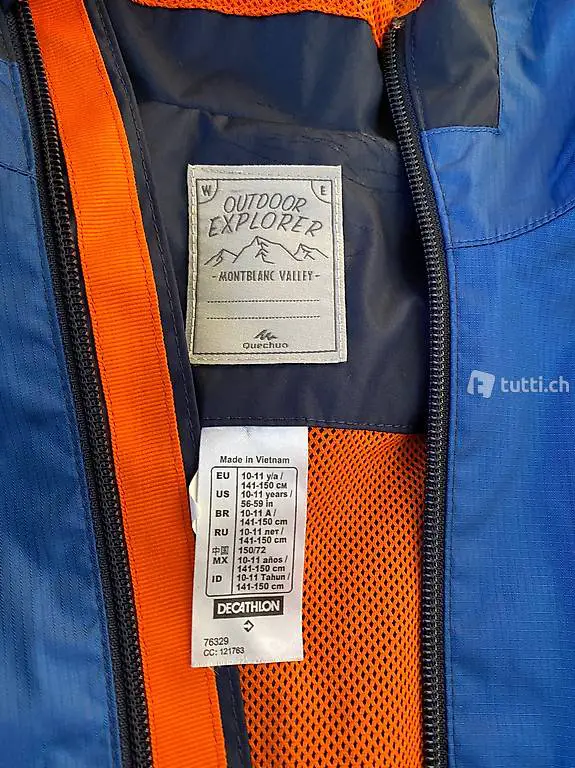 W E
OUTDOOR
EXPLORER
- MONTBLANC VALLEY -
Quechua
tutti.ch
Made in Vietnam
EU 10-11 y/a /
141-150 см
US 10-11 years /
56-59 in
BR 10-11 A /
141-150 cm
RU 10-11 лет /
141-150 cm
中国 150/72
MX 10-11 años /
141-150 cm
ID 10-11 Tahun /
141-150 cm
DECATHLON
76329
CC: 121763